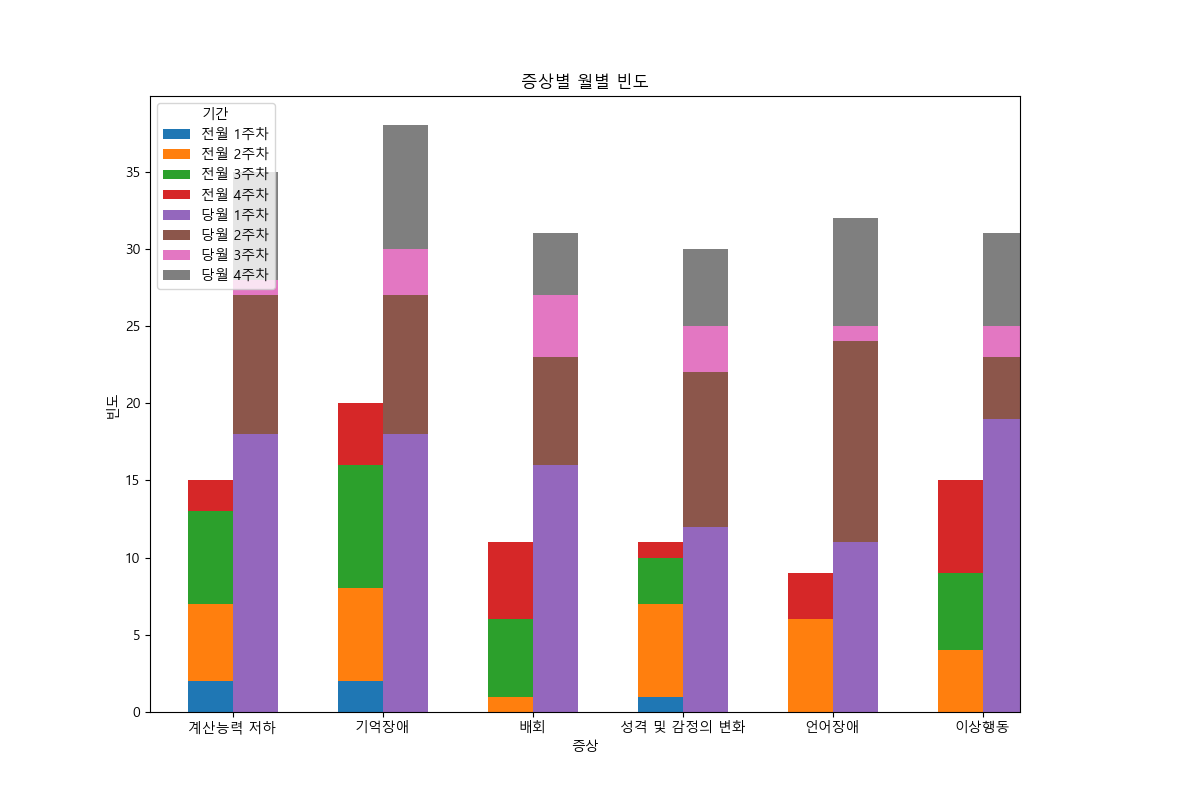 증상별 월별 빈도
기간
전월 1주차
전월 2주차
전월 3주차
전월 4주차
당월 1주차
당월 2주차
당월 3주차
당월 4주차
35
30
25
20
15
10
5
0
빈도
계산능력 저하 기억장애 배회 성격 및 감정의 변화 언어장애 이상행동
증상